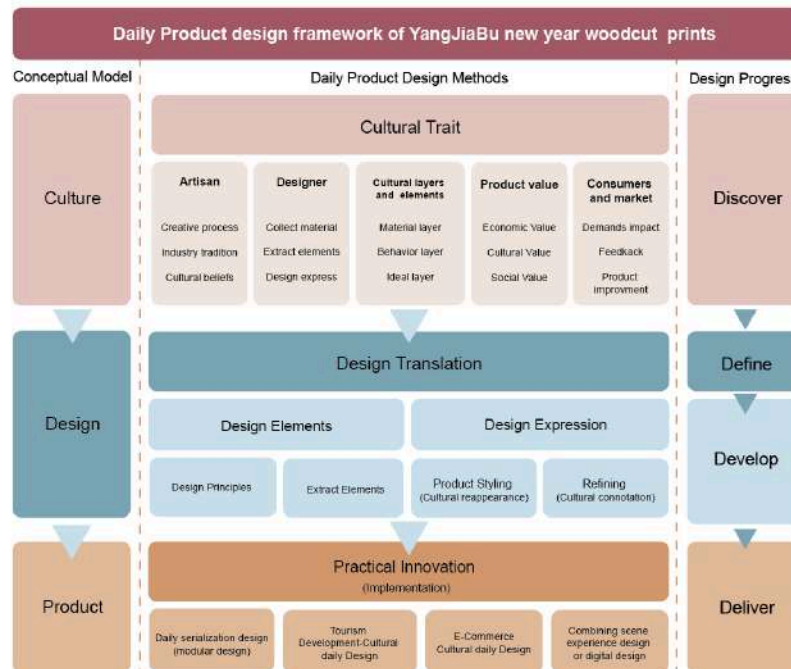 Daily Product design framework of YangJiaBu new year woodcut prints
Conceptual Model
Daily Product Design Methods
Design Progres
Culture
Cultural Trait
Discover
Artisan
Creative process
Industry tradition
Cultural beliefs
Designer
Collect material
Extract elements
Design express
Cultural layers
and elements
Material layer
Behavior layer
Ideal layer
Product value
Economic Value
Cultural Value
Social Value
Consumers
and market
Demands impact
Feedkack
Product
improvment
Design
Design Translation
Define
Design Elements
Design Expression
Develop
Design Principles
Extract Elements
Product Styling
(Cultural reappearance)
Refining
(Cultural connotation)
Product
Practical Innovation
(Implementation)
Deliver
Daily serialization design
(modular design)
Tourism
Development-Cultural
daily Design
E-Commerce
Cultural daily Design
Combining scene
experience design
or digital design